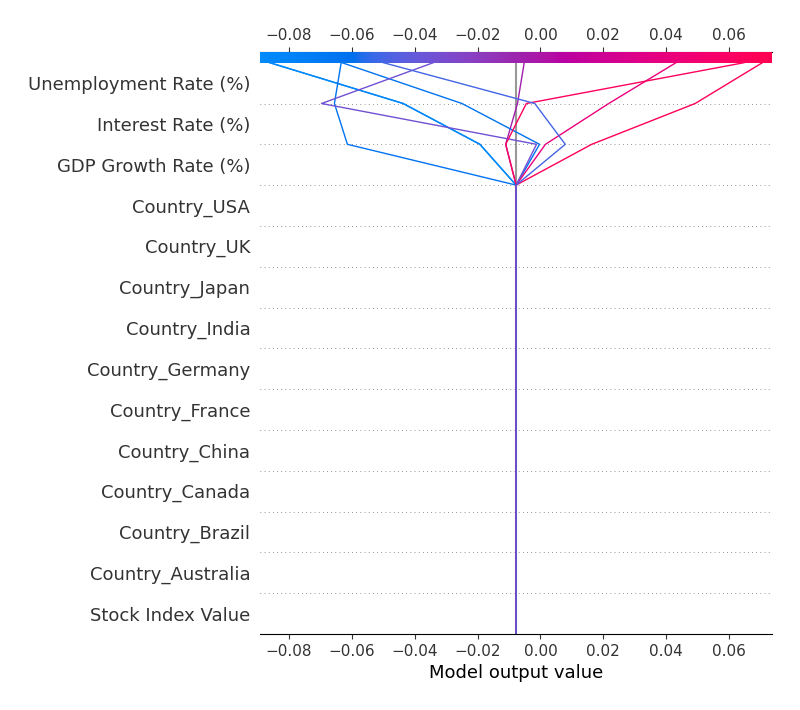 −0.08 −0.06 −0.04 −0.02 0.00 0.02 0.04 0.06
Unemployment Rate (%)
Interest Rate (%)
GDP Growth Rate (%)
Country_USA
Country_UK
Country_Japan
Country_India
Country_Germany
Country_France
Country_China
Country_Canada
Country_Brazil
Country_Australia
Stock Index Value
−0.08 −0.06 −0.04 −0.02 0.00 0.02 0.04 0.06
Model output value